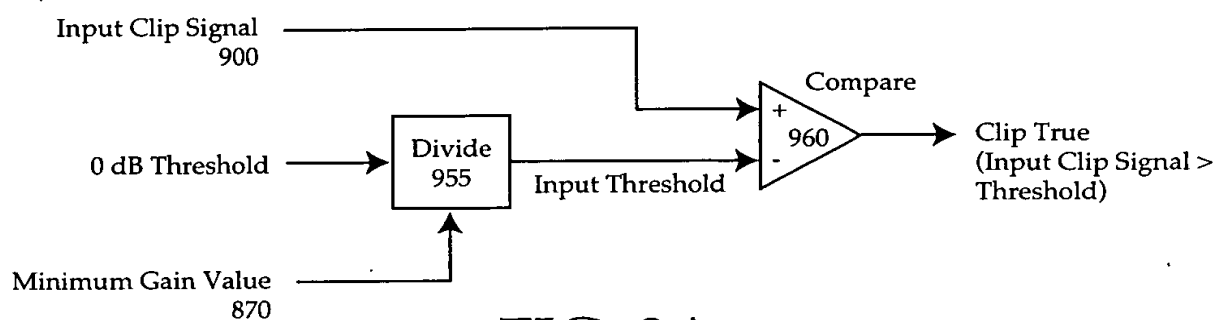 Input Clip Signal
900
Compare
+
960
-
Clip True
(Input Clip Signal >
Threshold)
0 dB Threshold
Divide
955
Input Threshold
Minimum Gain Value
870